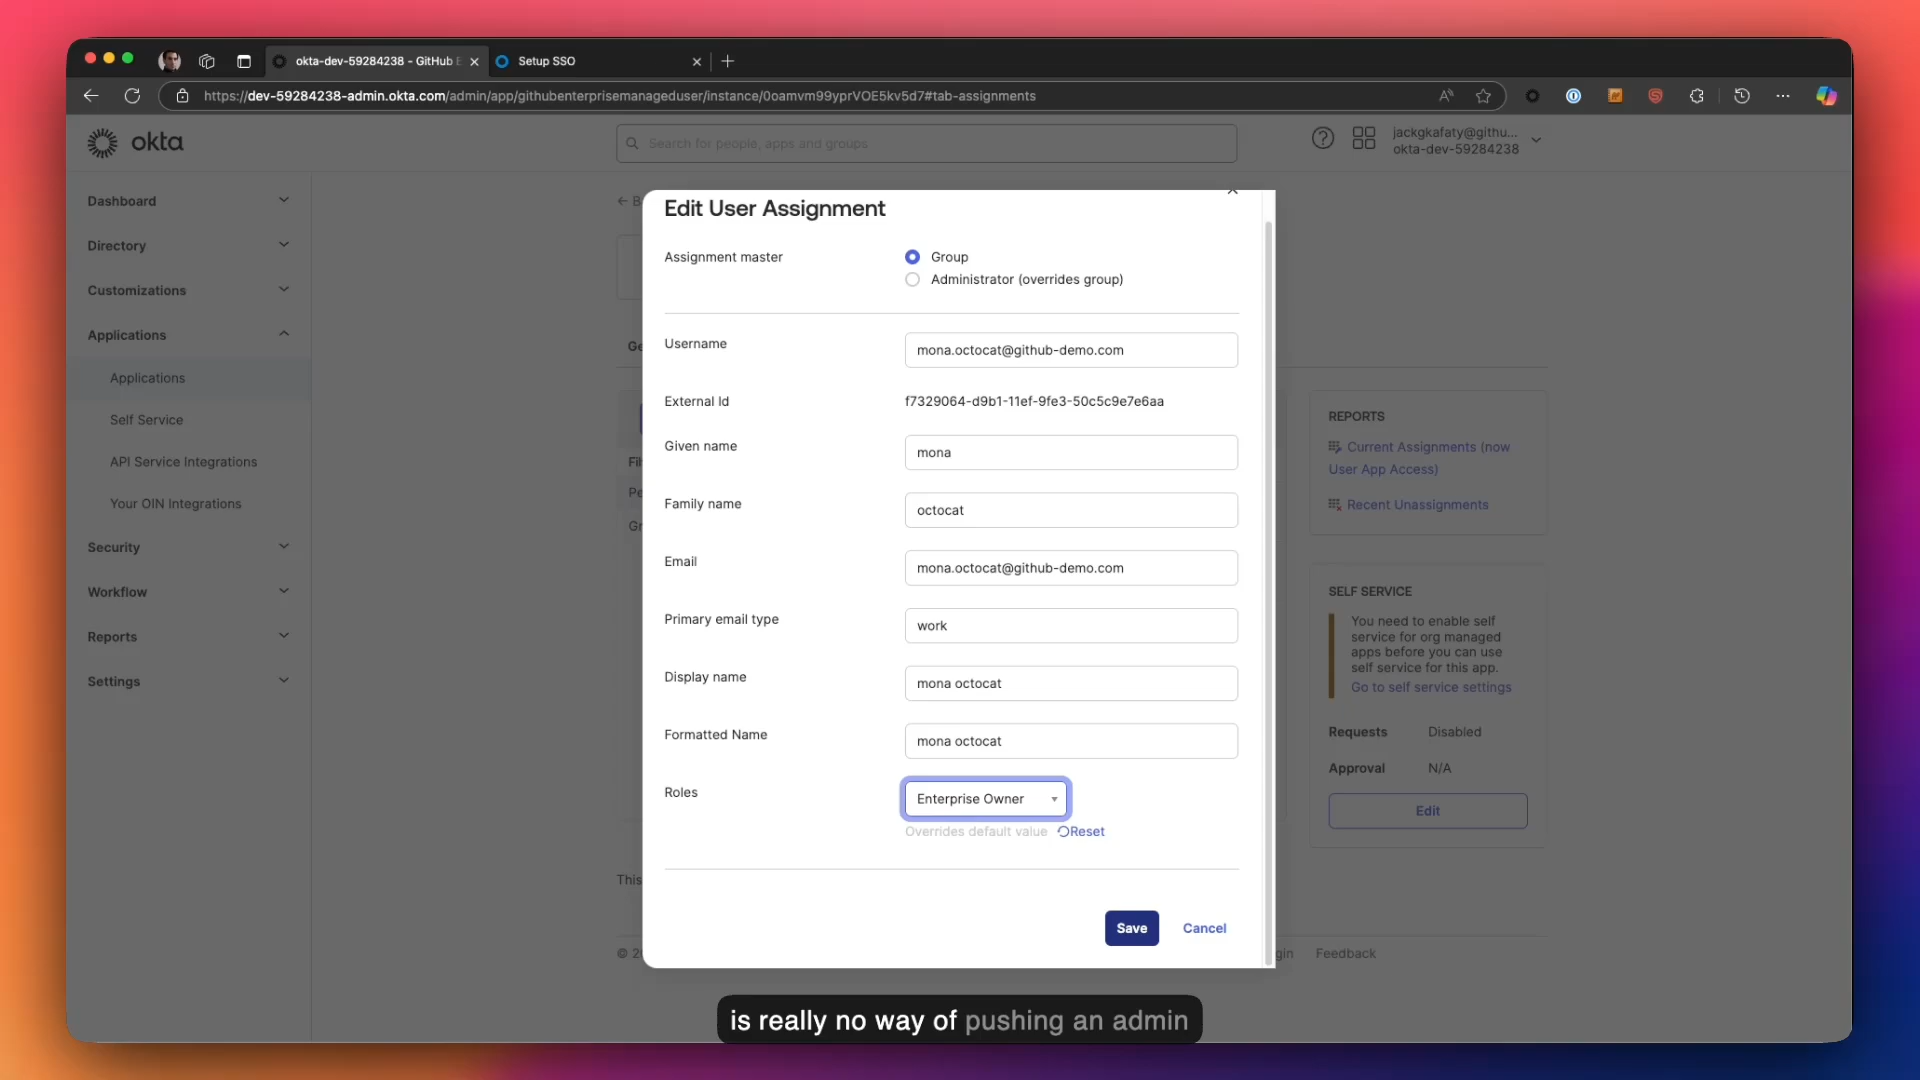 okta-dev-59284238 - GitHub E
Setup SSO
https://dev-59284238-admin.okta.com/admin/app/githubenterprisemanageduser/instance/0oamvm99yprVOE5kv5d7#tab-assignments
okta
Search for people, apps and groups
jackgkafaty@githu...
okta-dev-59284238
Dashboard
Directory
Customizations
Applications
Applications
Self Service
API Service Integrations
Your OIN Integrations
Security
Workflow
Reports
Settings
Edit User Assignment
Assignment master
Group
Administrator (overrides group)
Username
mona.octocat@github-demo.com
External Id
f7329064-d9b1-11ef-9fe3-50c5c9e7e6aa
Given name
mona
Family name
octocat
Email
mona.octocat@github-demo.com
Primary email type
work
Display name
mona octocat
Formatted Name
mona octocat
Roles
Enterprise Owner
Overrides default value Reset
Save
Cancel
REPORTS
Current Assignments (now
User App Access)
Recent Unassignments
SELF SERVICE
You need to enable self
service for org managed
apps before you can use
self service for this app.
Go to self service settings
Requests Disabled
Approval N/A
Edit
This
Feedback
is really no way of pushing an admin